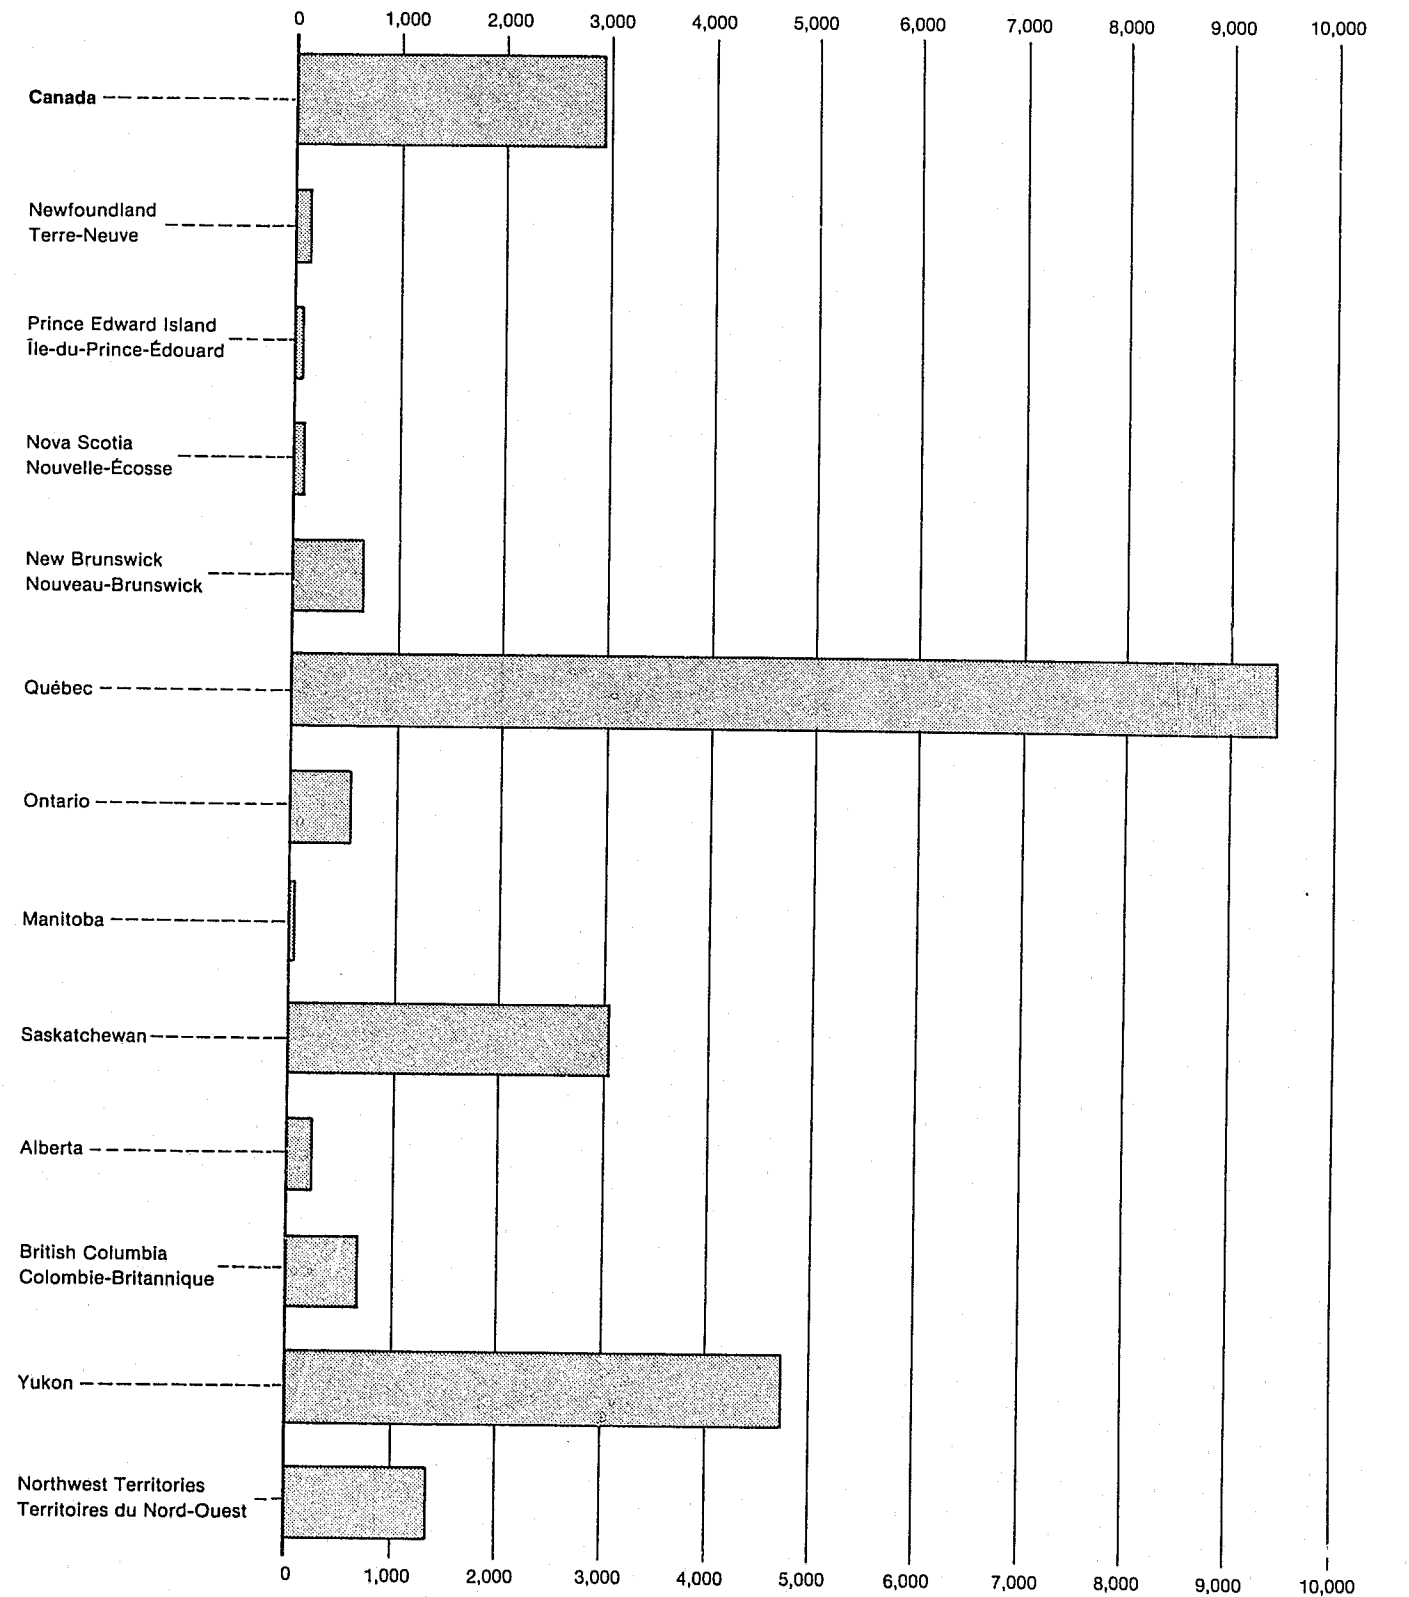 0 1,000 2,000 3,000 4,000 5,000 6,000 7,000 8,000 9,000 10,000
Canada
Newfoundland
Terre-Neuve
Prince Edward Island
Île-du-Prince-Édouard
Nova Scotia
Nouvelle-Écosse
New Brunswick
Nouveau-Brunswick
Québec
Ontario
Manitoba
Saskatchewan
Alberta
British Columbia
Colombie-Britannique
Yukon
Northwest Territories
Territoires du Nord-Ouest
0 1,000 2,000 3,000 4,000 5,000 6,000 7,000 8,000 9,000 10,000